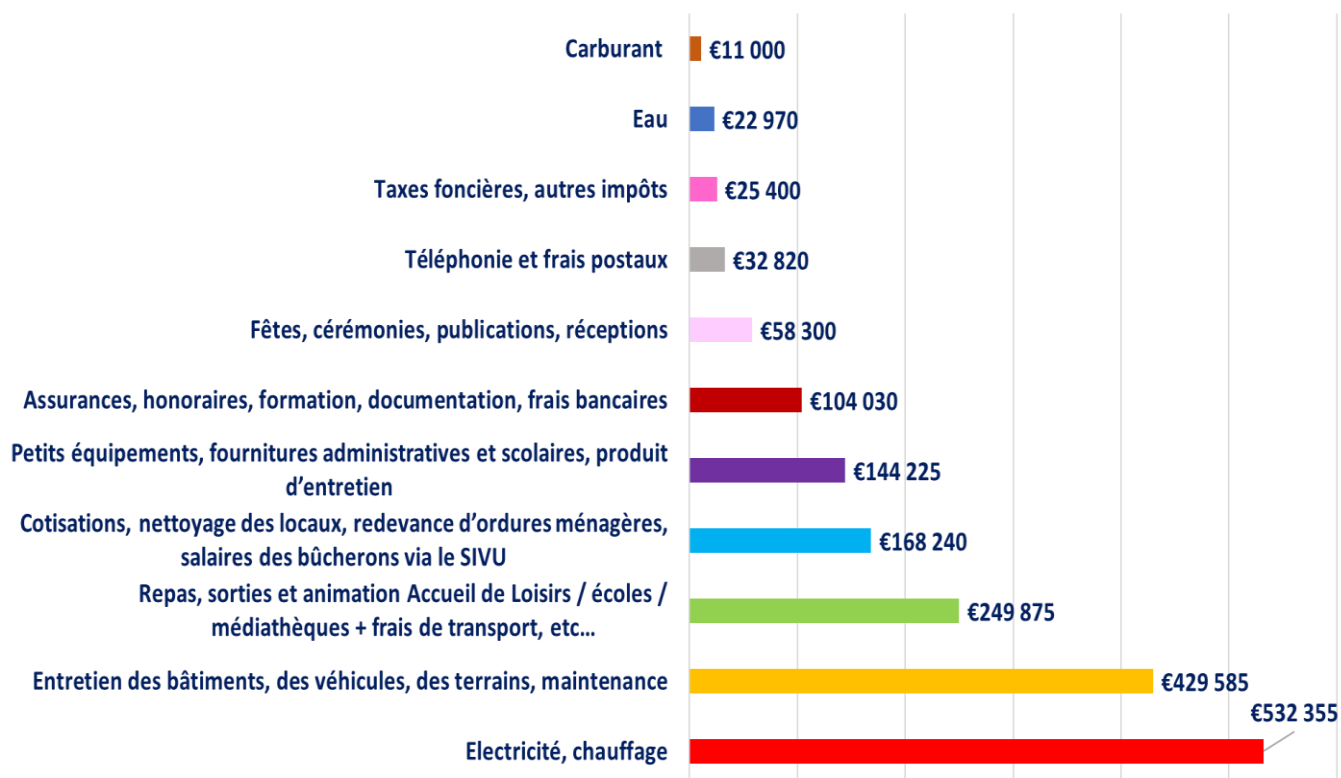 Carburant
€11 000
Eau
€22 970
Taxes foncières, autres impôts
€25 400
Téléphonie et frais postaux
€32 820
Fêtes, cérémonies, publications, réceptions
€58 300
Assurances, honoraires, formation, documentation, frais bancaires
€104 030
Petits équipements, fournitures administratives et scolaires, produit
d’entretien
€144 225
Cotisations, nettoyage des locaux, redevance d’ordures ménagères,
salaires des bûcherons via le SIVU
€168 240
Repas, sorties et animation Accueil de Loisirs / écoles /
médiathèques + frais de transport, etc…
€249 875
Entretien des bâtiments, des véhicules, des terrains, maintenance
€429 585
Electricité, chauffage
€532 355